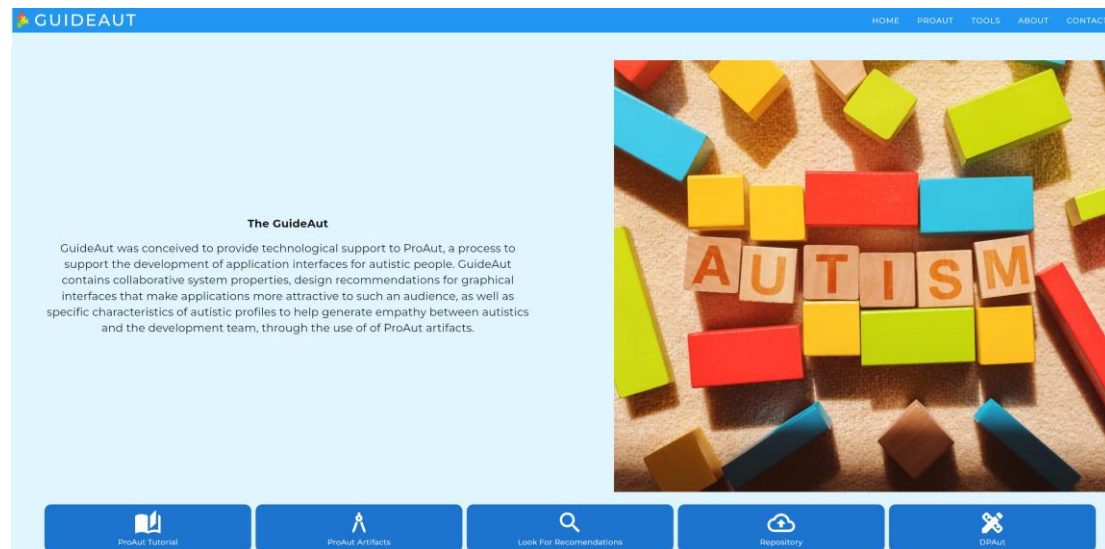 GUIDEAUT
HOME PROAUT TOOLS ABOUT CONTACT
The GuideAut
GuideAut was conceived to provide technological support to ProAut, a process to
support the development of application interfaces for autistic people. GuideAut
contains collaborative system properties, design recommendations for graphical
interfaces that make applications more attractive to such an audience, as well as
specific characteristics of autistic profiles to help generate empathy between autistics
and the development team, through the use of of ProAut artifacts.
AUTISM
ProAut Tutorial
ProAut Artifacts
Look For Recomendations
Repository
DPAut